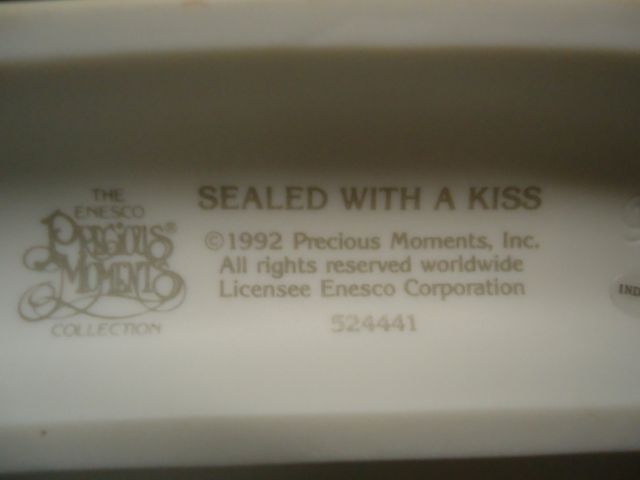 THE
ENESCO
PRECIOUS®
MOMENTS
COLLECTION
SEALED WITH A KISS
©1992 Precious Moments, Inc.
All rights reserved worldwide
Licensee Enesco Corporation
524441
IND